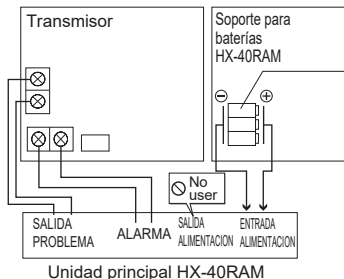 Transmisor
Soporte para
baterías
HX-40RAM
No
user
SALIDA
PROBLEMA
ALARMA
SALIDA
ALIMENTACION
ENTRADA
ALIMENTACION
Unidad principal HX-40RAM